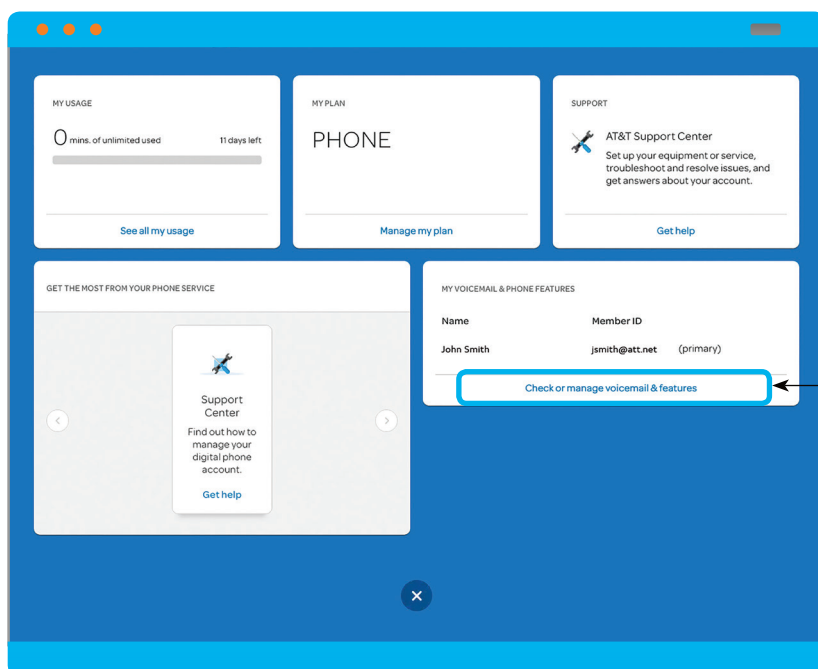 MY USAGE
0 mins. of unlimited used 11 days left
See all my usage
MY PLAN
PHONE
Manage my plan
SUPPORT
AT&T Support Center
Set up your equipment or service,
troubleshoot and resolve issues, and
get answers about your account.
Get help
GET THE MOST FROM YOUR PHONE SERVICE
Support
Center
Find out how to
manage your
digital phone
account.
Get help
MY VOICEMAIL & PHONE FEATURES
Name Member ID
John Smith jsmith@att.net (primary)
Check or manage voicemail & features